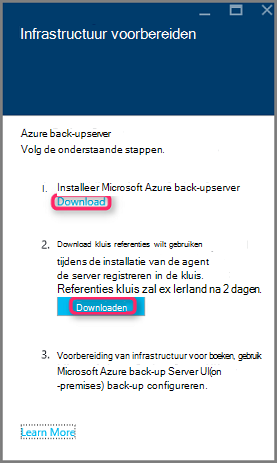 Infrastructuur voorbereiden
Azure back-upserver
Volg de onderstaande stappen.
1. Installeer Microsoft Azure back-upserver
Download
2. Download kluis referenties wilt gebruiken
tijdens de installatie van de agent
de server registreren in de kluis.
Referenties kluis zal ex lerland na 2 dagen.
Downloaden
3. Voorbereiding van infrastructuur voor boeken, gebruik
Microsoft Azure back-up Server UI(on
-premises) back-up configureren.
Learn More